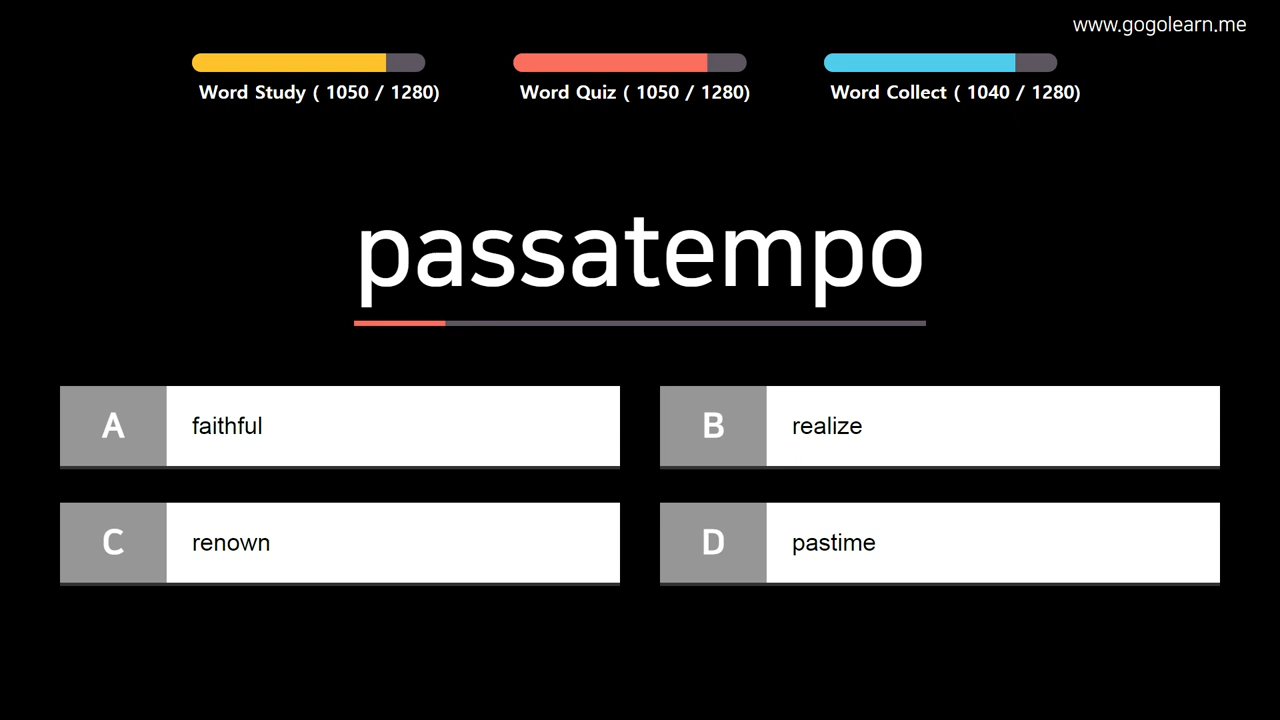 www.gogolearn.me
Word Study ( 1050 / 1280)
Word Quiz ( 1050 / 1280)
Word Collect ( 1040 / 1280)
passatempo
A faithful
B realize
C renown
D pastime